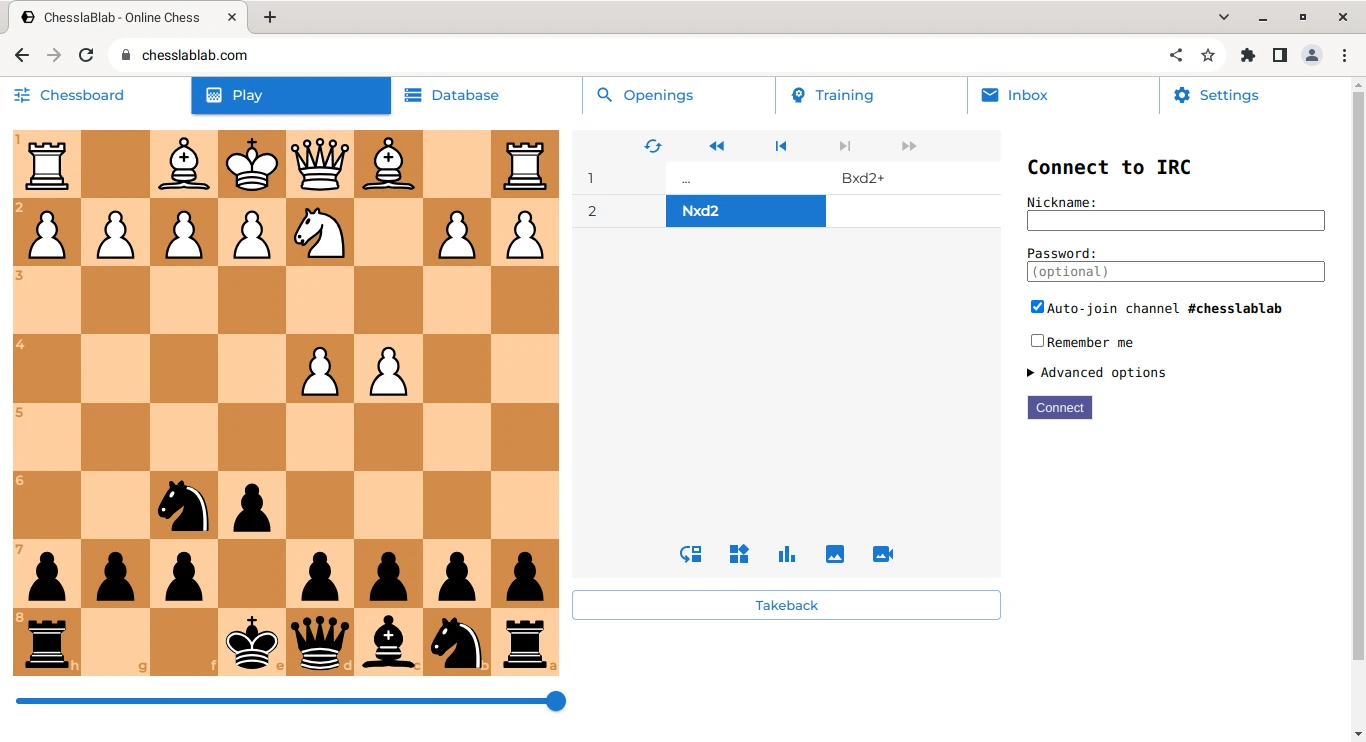 ChesslaBlab - Online Chess
chesslablab.com
Chessboard Play Database Openings Training Inbox Settings
1
2
3
4
5
6
7
8
h g f e d c b a
1 ... Bxd2+
2 Nxd2
Takeback
Connect to IRC
Nickname:
Password:
(optional)
Auto-join channel #chesslablab
Remember me
Advanced options
Connect